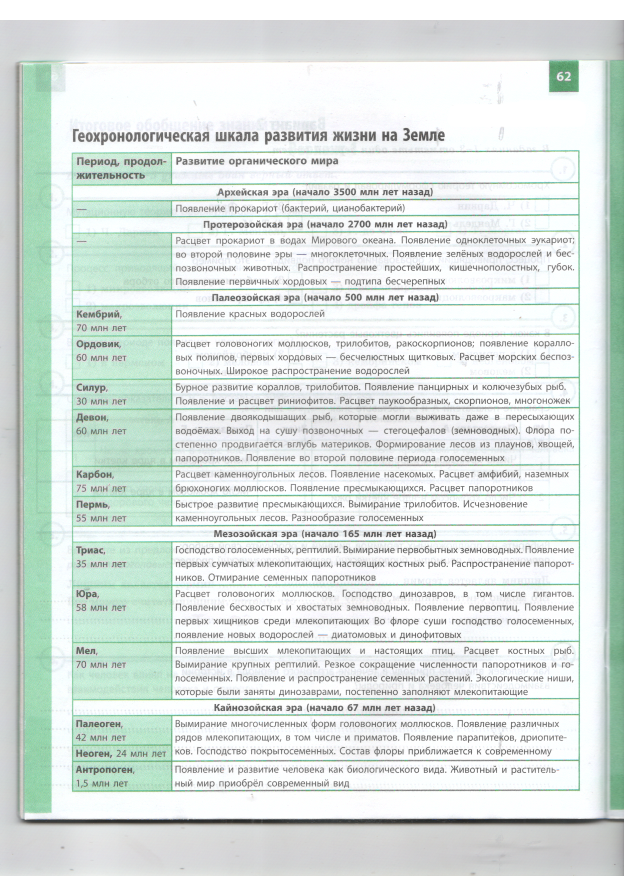 62
Геохронологическая шкала развития жизни на Земле
Период, продол-
жительность
Развитие органического мира
Архейская эра (начало 3500 млн лет назад)
—
Появление прокариот (бактерий, цианобактерий)
Протерозойская эра (начало 2700 млн лет назад)
—
Расцвет прокариот в водах Мирового океана. Появление одноклеточных эукариот;
во второй половине эры — многоклеточных. Появление зелёных водорослей и бес-
позвоночных животных. Распространение простейших, кишечнополостных, губок.
Появление первичных хордовых — подтипа бесчерепных
Палеозойская эра (начало 500 млн лет назад)
Кембрий,
70 млн лет
Появление красных водорослей
Ордовик,
60 млн лет
Расцвет головоногих моллюсков, трилобитов, ракоскорпионов; появление коралло-
вых полипов, первых хордовых — бесчелюстных щитковых. Расцвет морских беспоз-
воночных. Широкое распространение водорослей
Силур,
30 млн лет
Бурное развитие кораллов, трилобитов. Появление панцирных и колючезубых рыб.
Появление и расцвет риниофитов. Расцвет паукообразных, скорпионов, многоножек
Девон,
60 млн лет
Появление двоякодышащих рыб, которые могли выживать даже в пересыхающих
водоёмах. Выход на сушу позвоночных — стегоцефалов (земноводных). Флора по-
степенно продвигается вглубь материков. Формирование лесов из плаунов, хвощей,
папоротников. Появление во второй половине периода голосеменных
Карбон,
75 млн лет
Расцвет каменноугольных лесов. Появление насекомых. Расцвет амфибий, наземных
брюхоногих моллюсков. Появление пресмыкающихся. Расцвет папоротников
Пермь,
55 млн лет
Быстрое развитие пресмыкающихся. Вымирание трилобитов. Исчезновение
каменноугольных лесов. Разнообразие голосеменных
Мезозойская эра (начало 165 млн лет назад)
Триас,
35 млн лет
Господство голосеменных, рептилий. Вымирание первобытных земноводных. Появление
первых сумчатых млекопитающих, настоящих костных рыб. Распространение папорот-
ников. Отмирание семенных папоротников
Юра,
58 млн лет
Расцвет головоногих моллюсков. Господство динозавров, в том числе гигантов.
Появление бесхвостых и хвостатых земноводных. Появление первоптиц. Появление
первых хищников среди млекопитающих Во флоре суши господство голосеменных,
появление новых водорослей — диатомовых и динофитовых
Мел,
70 млн лет
Появление высших млекопитающих и настоящих птиц. Расцвет костных рыб.
Вымирание крупных рептилий. Резкое сокращение численности папоротников и го-
лосеменных. Появление и распространение семенных растений. Экологические ниши,
которые были заняты динозаврами, постепенно заполняют млекопитающие
Кайнозойская эра (начало 67 млн лет назад)
Палеоген,
42 млн лет
Неоген, 24 млн лет
Вымирание многочисленных форм головоногих моллюсков. Появление различных
рядов млекопитающих, в том числе и приматов. Появление парапитеков, дриопите-
ков. Господство покрытосеменных. Состав флоры приближается к современному
Антропоген,
1,5 млн лет
Появление и развитие человека как биологического вида. Животный и раститель-
ный мир приобрёл современный вид